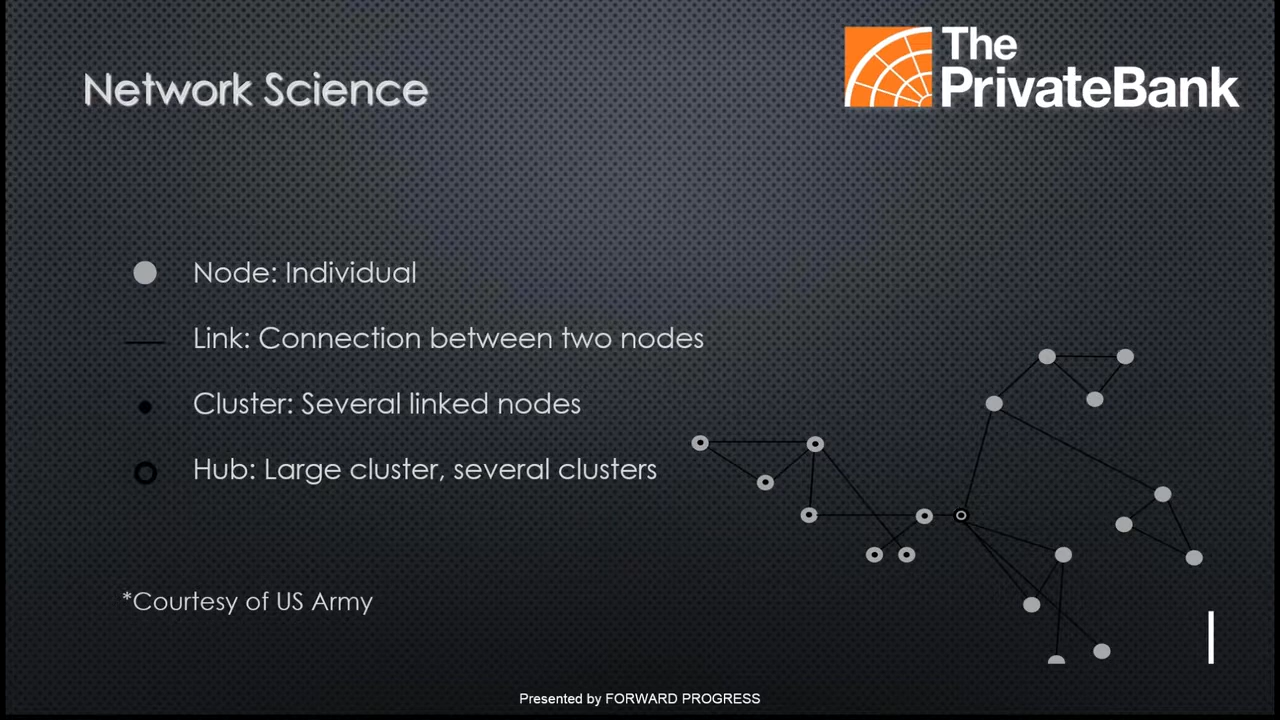 The
PrivateBank
Network Science
Node: Individual
Link: Connection between two nodes
Cluster: Several linked nodes
Hub: Large cluster, several clusters
*Courtesy of US Army
Presented by FORWARD PROGRESS